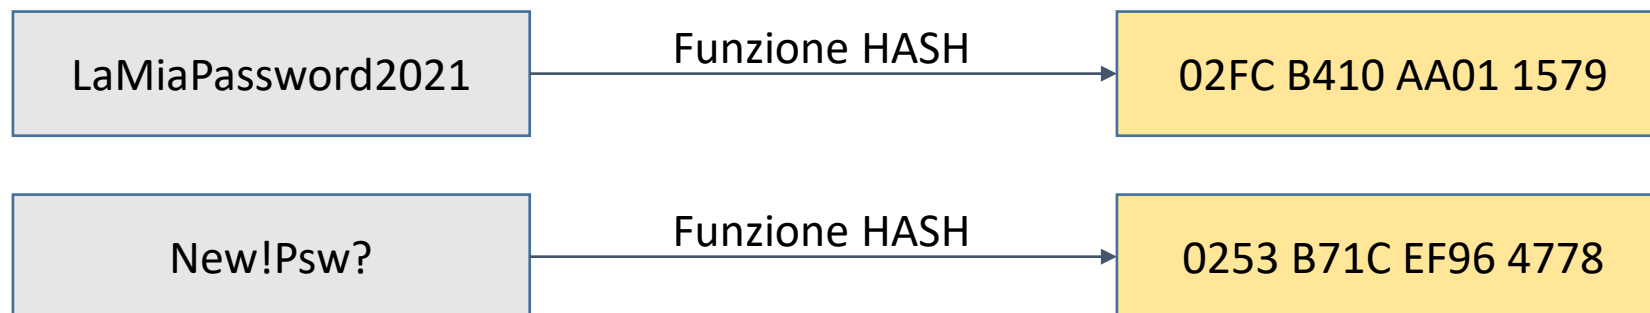 LaMiaPassword2021
Funzione HASH
02FC B410 AA01 1579
New!Psw?
Funzione HASH
0253 B71C EF96 4778